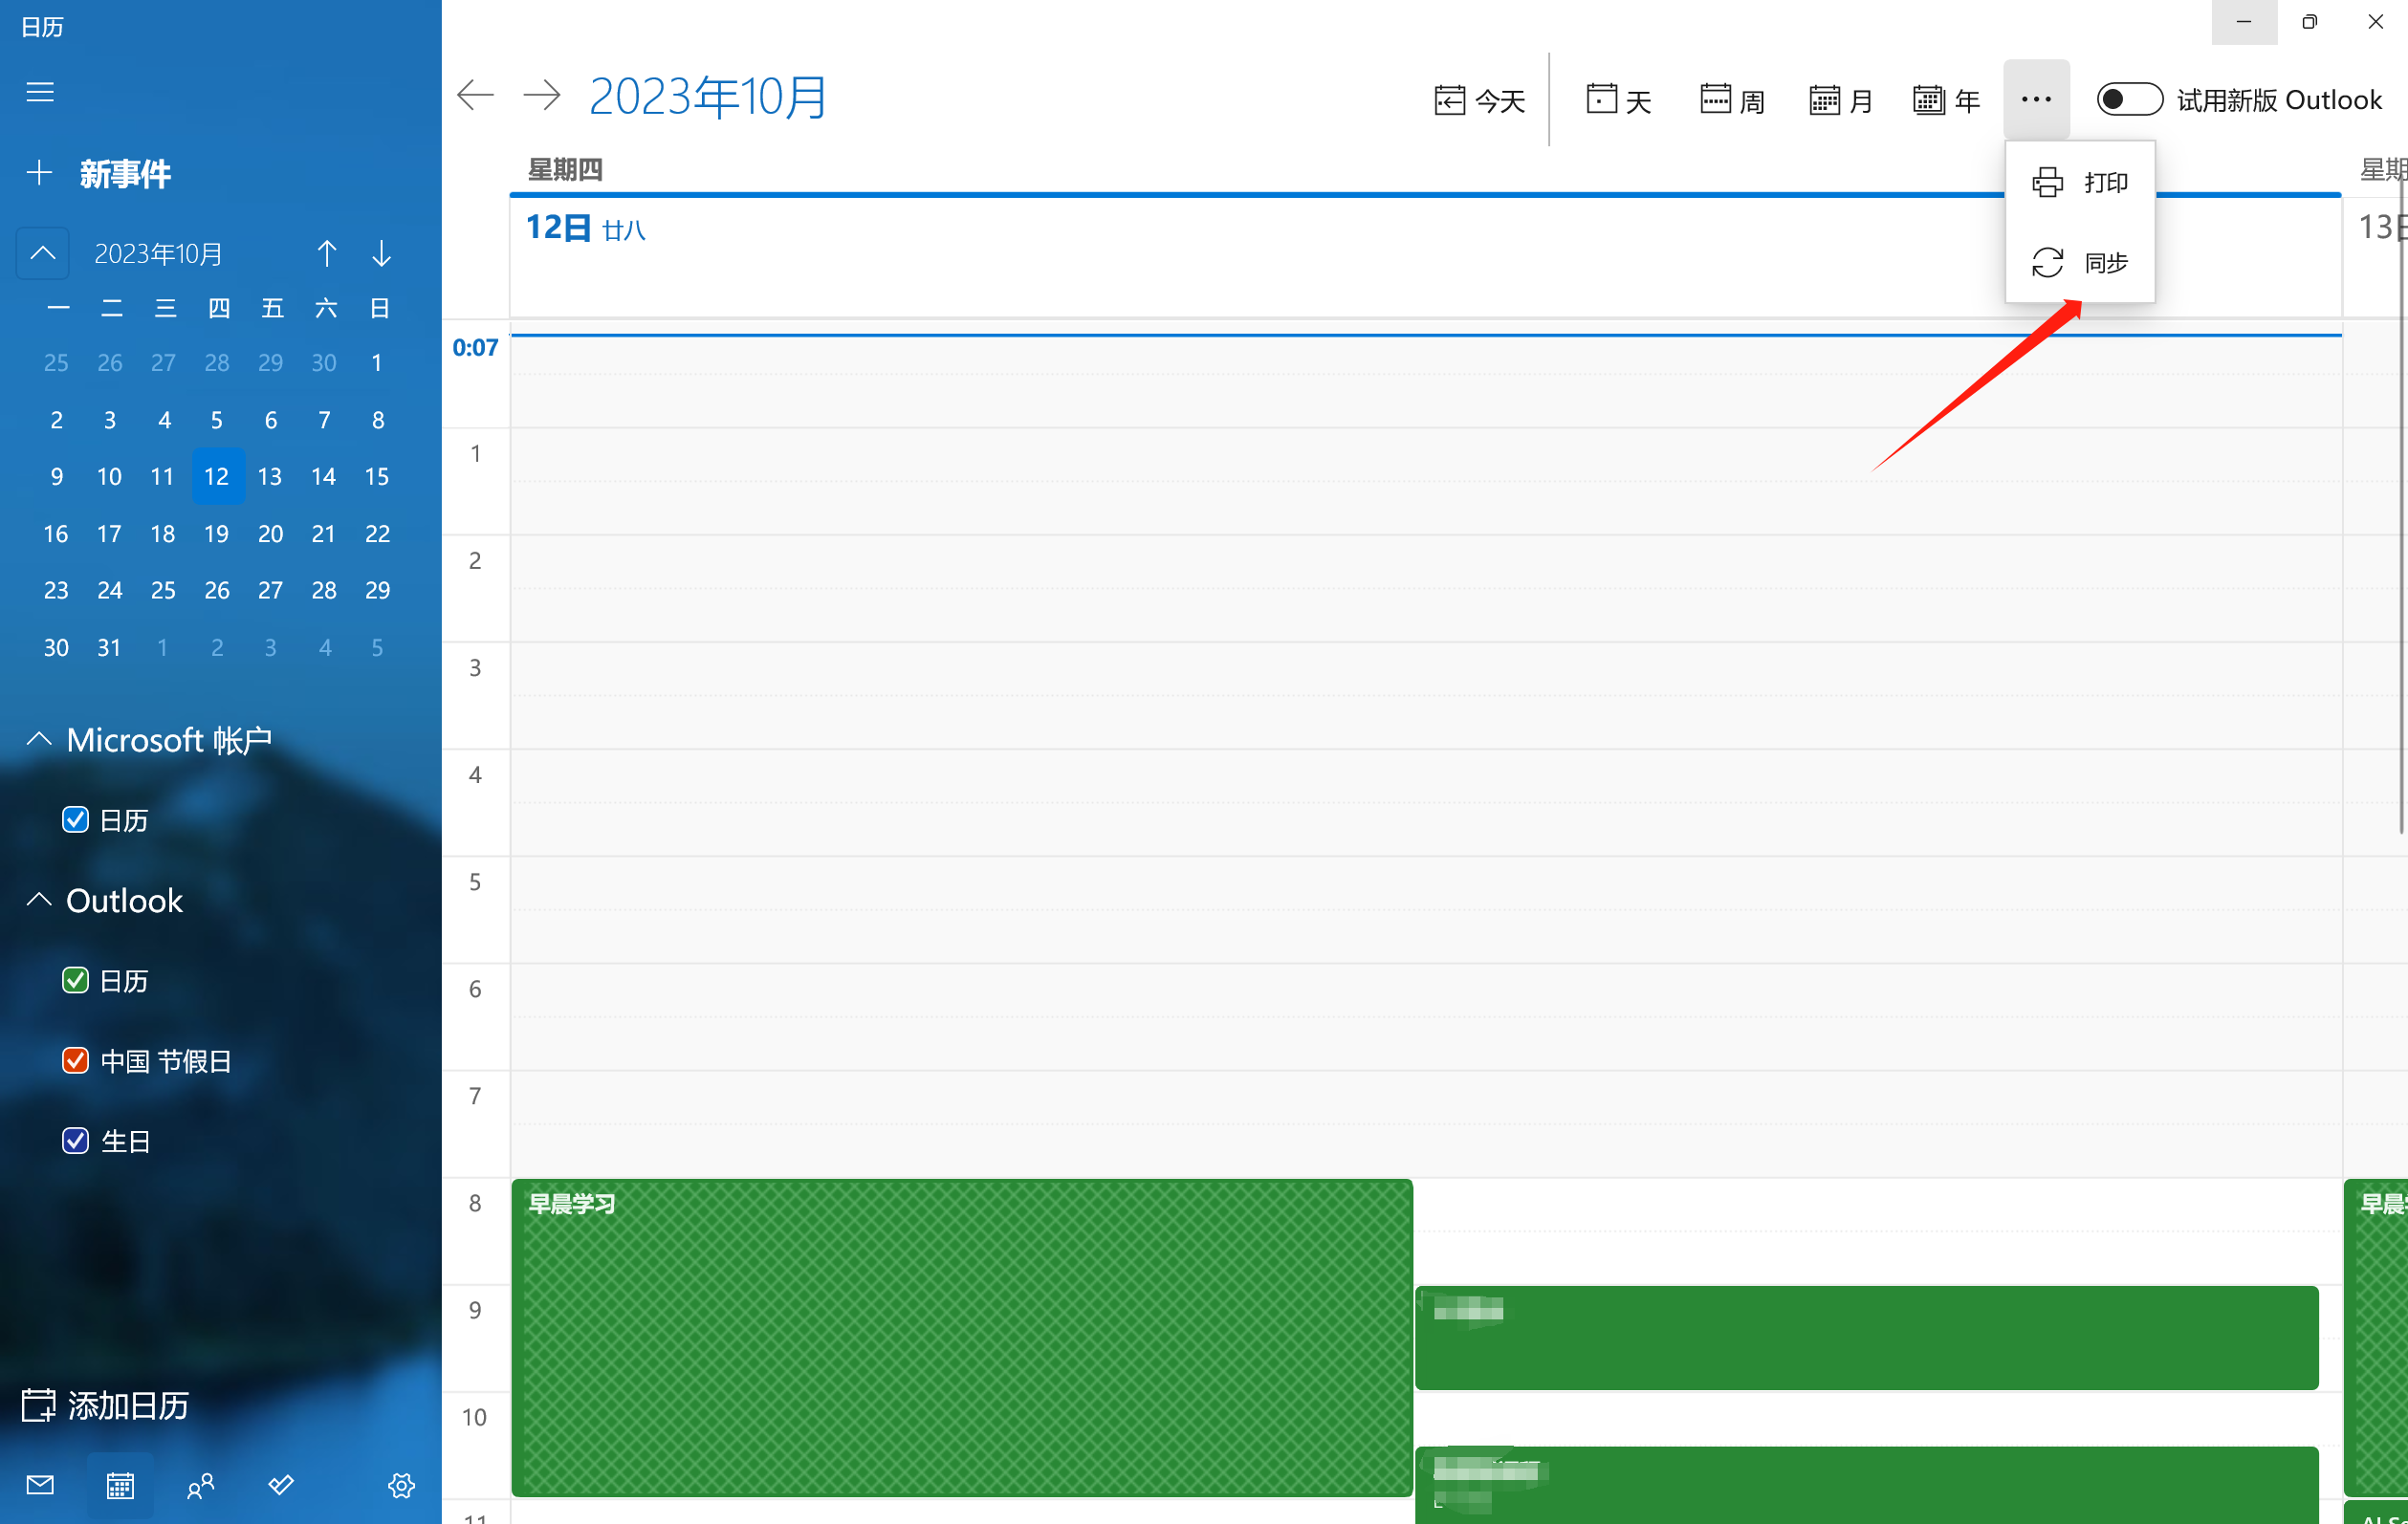 日历
新事件
2023年10月
一 二 三 四 五 六 日
25 26 27 28 29 30 1
2 3 4 5 6 7 8
9 10 11 12 13 14 15
16 17 18 19 20 21 22
23 24 25 26 27 28 29
30 31 1 2 3 4 5
Microsoft 帐户
日历
Outlook
日历
中国 节假日
生日
添加日历
2023年10月
今天 天 周 月 年 ··· 试用新版 Outlook
打印
同步
星期四 星期
12日 廿八 13日
0:07
1
2
3
4
5
6
7
8
早晨学习 早晨
9
10
11